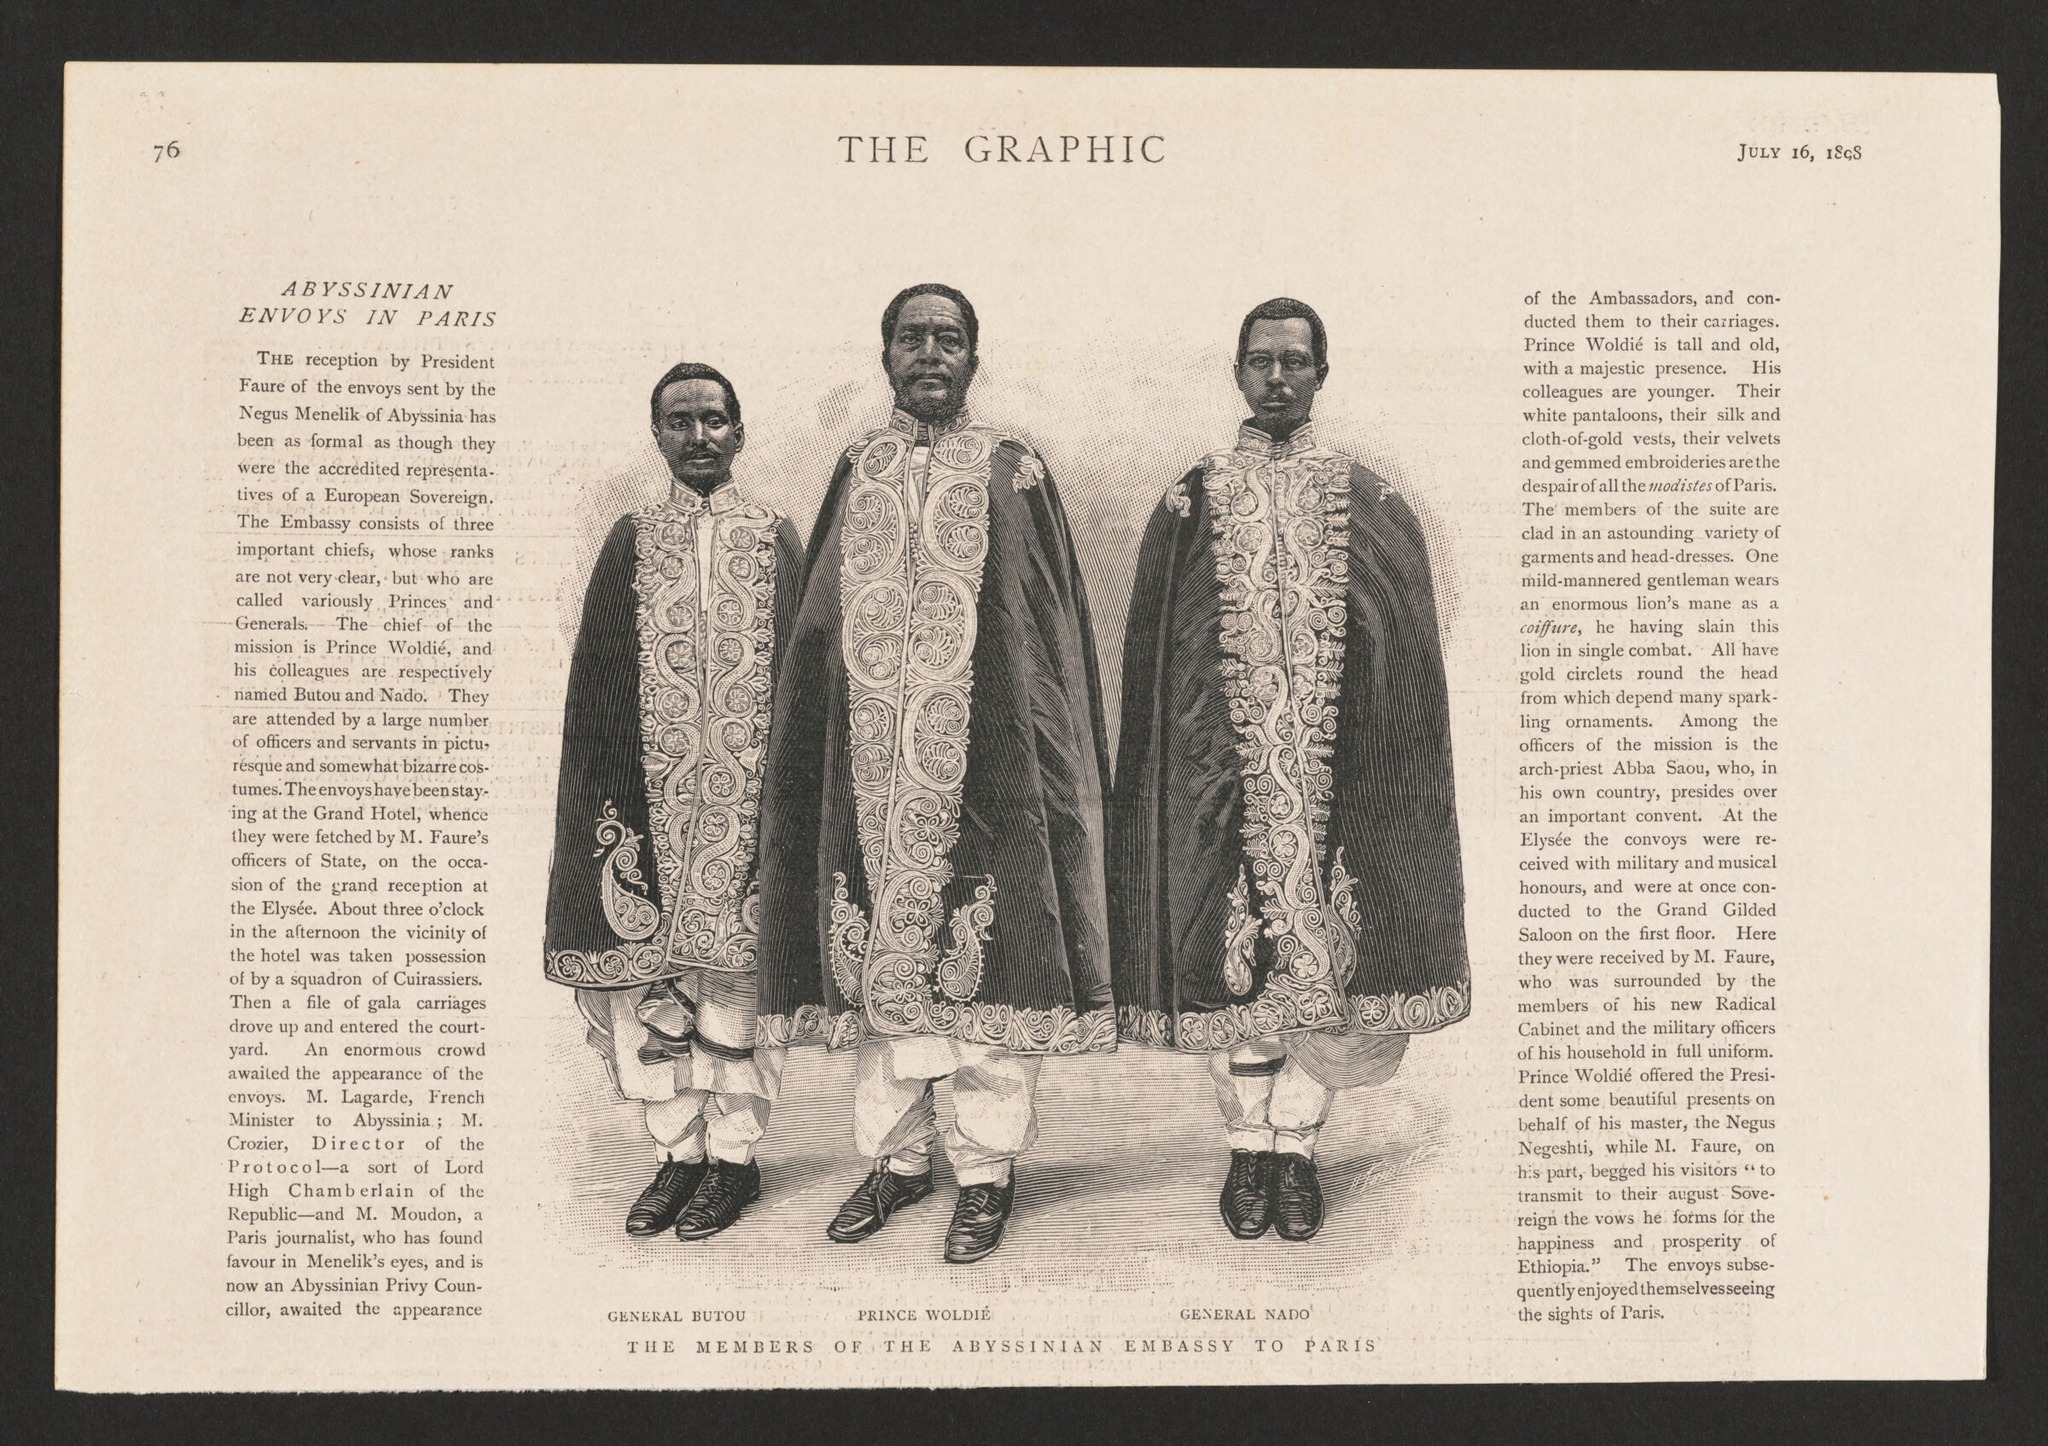 76
THE GRAPHIC
JULY 16, 1898
ABYSSINIAN
ENVOYS IN PARIS
THE reception by President
Faure of the envoys sent by the
Negus Menelik of Abyssinia has
been as formal as though they
were the accredited representa-
tives of a European Sovereign.
The Embassy consists of three
important chiefs, whose ranks
are not very clear, but who are
called variously Princes and
Generals. The chief of the
mission is Prince Woldié, and
his colleagues are respectively
named Butou and Nado. They
are attended by a large number
of officers and servants in pictu-
resque and somewhat bizarre cos-
tumes. The envoys have been stay-
ing at the Grand Hotel, whence
they were fetched by M. Faure's
officers of State, on the occa-
sion of the grand reception at
the Elysée. About three o'clock
in the afternoon the vicinity of
the hotel was taken possession
of by a squadron of Cuirassiers.
Then a file of gala carriages
drove up and entered the court-
yard. An enormous crowd
awaited the appearance of the
envoys. M. Lagarde, French
Minister to Abyssinia; M.
Crozier, Director of the
Protocol—a sort of Lord
High Chamberlain of the
Republic—and M. Moudon, a
Paris journalist, who has found
favour in Menelik's eyes, and is
now an Abyssinian Privy Coun-
cillor, awaited the appearance
of the Ambassadors, and con-
ducted them to their carriages.
Prince Woldié is tall and old,
with a majestic presence. His
colleagues are younger. Their
white pantaloons, their silk and
cloth-of-gold vests, their velvets
and gemmed embroideries are the
despair of all the modistes of Paris.
The members of the suite are
clad in an astounding variety of
garments and head-dresses. One
mild-mannered gentleman wears
an enormous lion's mane as a
coiffure, he having slain this
lion in single combat. All have
gold circlets round the head
from which depend many spark-
ling ornaments. Among the
officers of the mission is the
arch-priest Abba Saou, who, in
his own country, presides over
an important convent. At the
Elysée the convoys were re-
ceived with military and musical
honours, and were at once con-
ducted to the Grand Gilded
Saloon on the first floor. Here
they were received by M. Faure,
who was surrounded by the
members of his new Radical
Cabinet and the military officers
of his household in full uniform.
Prince Woldié offered the Presi-
dent some beautiful presents on
behalf of his master, the Negus
Negeshti, while M. Faure, on
his part, begged his visitors "to
transmit to their august Sove-
reign the vows he forms for the
happiness and prosperity of
Ethiopia." The envoys subse-
quently enjoyed themselves seeing
the sights of Paris.
GENERAL BUTOU
PRINCE WOLDIÉ
GENERAL NADO
THE MEMBERS OF THE ABYSSINIAN EMBASSY TO PARIS